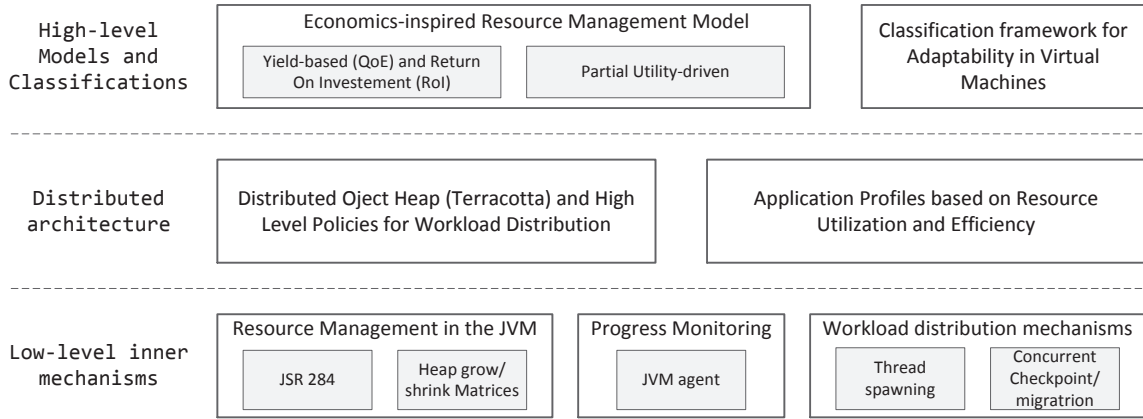 High-level
Models and
Classifications
Economics-inspired Resource Management Model
Yield-based (QoE) and Return
On Investement (RoI)
Partial Utility-driven
Classification framework for
Adaptability in Virtual
Machines
Distributed
architecture
Distributed Oject Heap (Terracotta) and High
Level Policies for Workload Distribution
Application Profiles based on Resource
Utilization and Efficiency
Low-level inner
mechanisms
Resource Management in the JVM
JSR 284
Heap grow/
shrink Matrices
Progress Monitoring
JVM agent
Workload distribution mechanisms
Thread
spawning
Concurrent
Checkpoint/
migratrion